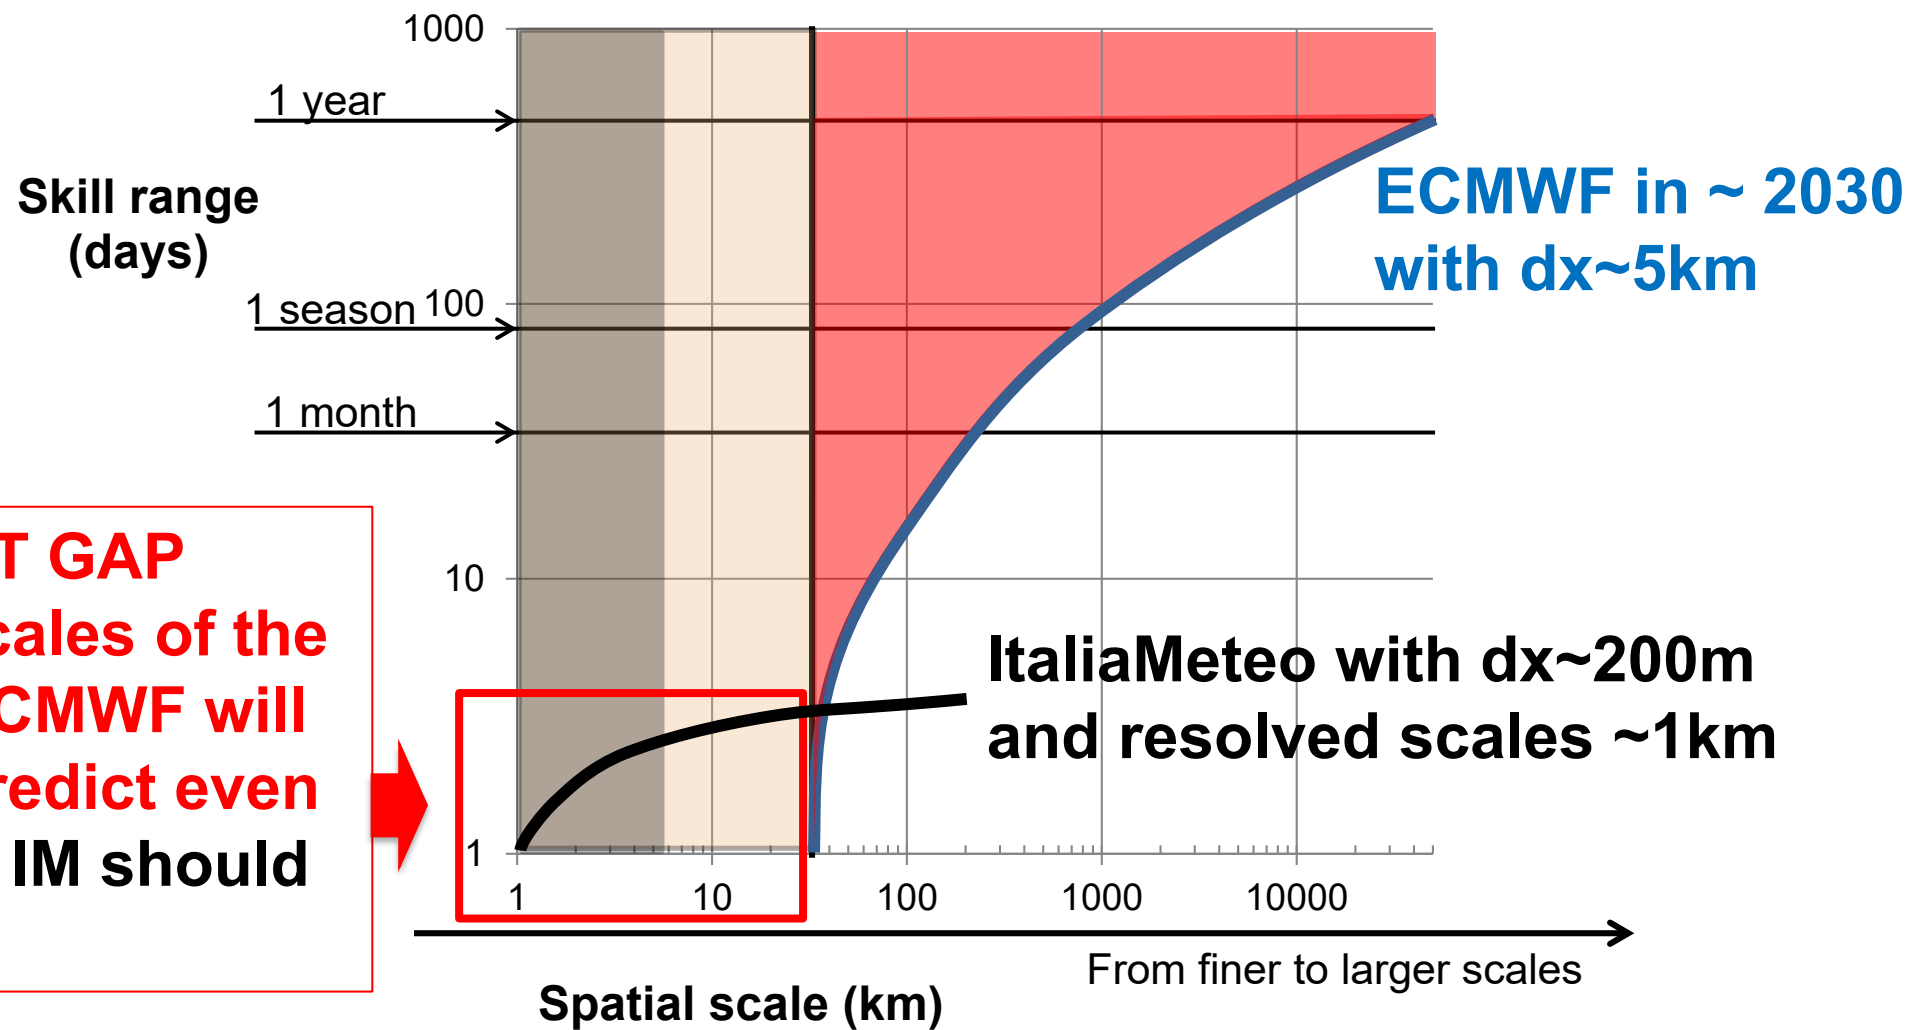 1000
1 year
Skill range
(days)
ECMWF in ~ 2030
with dx~5km
1 season
100
1 month
T GAP
cales of the
CMWF will
redict even
IM should
10
ItaliaMeteo with dx~200m
and resolved scales ~1km
1
1
10
100
1000
10000
From finer to larger scales
Spatial scale (km)